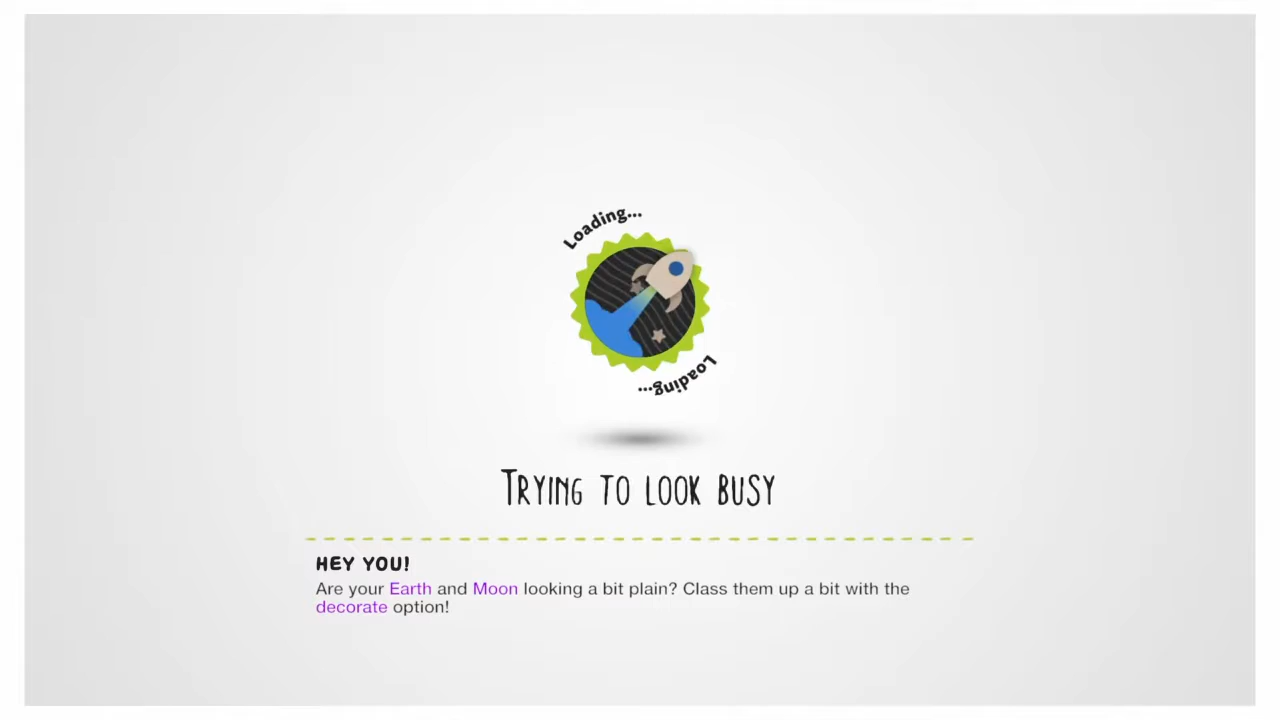 Loading...
Loading...
TRYING TO LOOK BUSY
HEY YOU!
Are your Earth and Moon looking a bit plain? Class them up a bit with the
decorate option!